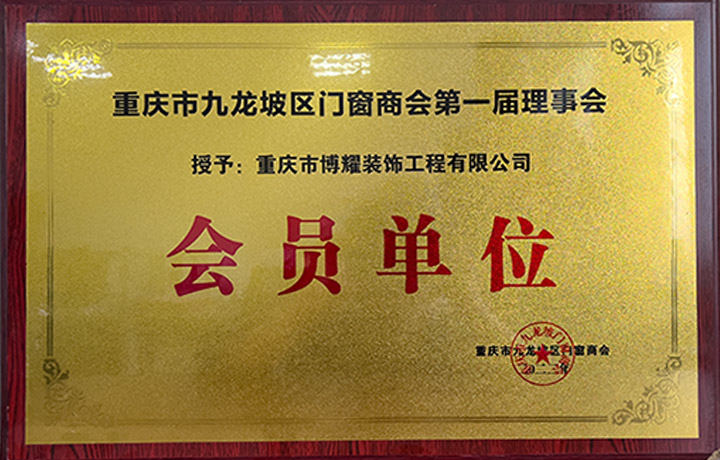 重庆市九龙坡区门窗商会第一届理事会
授予：重庆市博耀装饰工程有限公司
会员单位
重庆市九龙坡区门窗商会